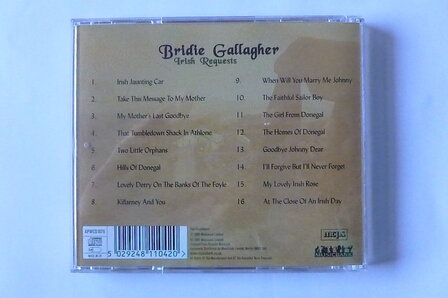 Bridie Gallagher
Irish Requests
1. Irish Jaunting Car
2. Take This Message To My Mother
3. My Mother's Last Goodbye
4. That Tumbledown Shack In Athlone
5. Two Little Orphans
6. Hills Of Donegal
7. Lovely Derry On The Banks Of The Foyle
8. Killarney And You
9. When Will You Marry Me Johnny
10. The Faithful Sailor Boy
11. The Girl From Donegal
12. The Homes Of Donegal
13. Goodbye Johnny Dear
14. I'll Forgive But I'll Never Forget
15. My Lovely Irish Rose
16. At The Close Of An Irish Day
APWCD1075
5 029248 110420 >
mcps
MUSICBANK